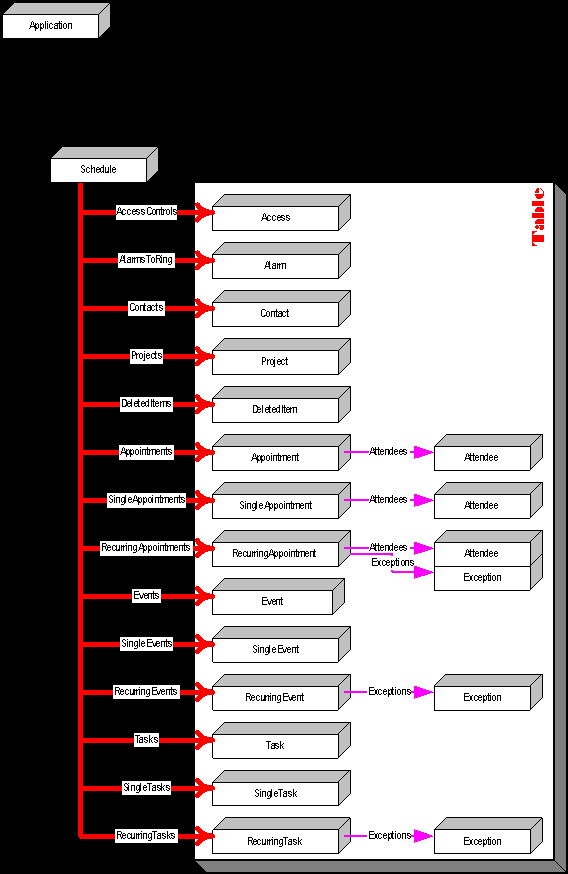 Application
Schedule
Table
AccessControls
Access
AlarmsToRing
Alarm
Contacts
Contact
Projects
Project
DeletedItems
DeletedItem
Appointments
Appointment
Attendees
Attendee
SingleAppointments
SingleAppointment
Attendees
Attendee
RecurringAppointments
RecurringAppointment
Attendees
Attendee
Exceptions
Exception
Events
Event
SingleEvents
SingleEvent
RecurringEvents
RecurringEvent
Exceptions
Exception
Tasks
Task
SingleTasks
SingleTask
RecurringTasks
RecurringTask
Exceptions
Exception